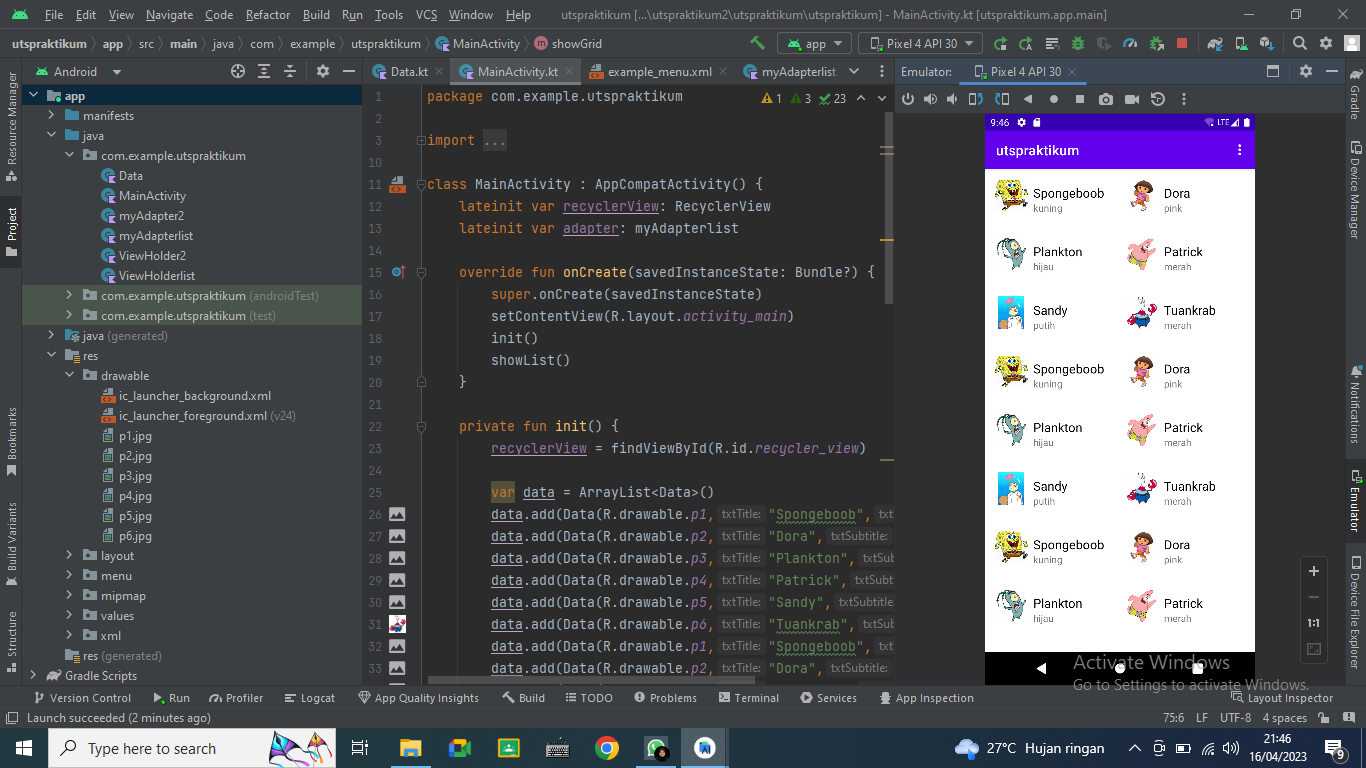 File Edit View Navigate Code Refactor Build Run Tools VCS Window Help utspraktikum [...\utspraktikum2\utspraktikum\utspraktikum] - MainActivity.kt [utspraktikum.app.main]
utspraktikum app src main java com example utspraktikum MainActivity showGrid app Pixel 4 API 30
Android Data.kt MainActivity.kt example_menu.xml myAdapterlist. Emulator: Pixel 4 API 30
Resource Manager
Project
Bookmarks
Build Variants
Structure
app
manifests
java
com.example.utspraktikum
Data
MainActivity
myAdapter2
myAdapterlist
ViewHolder2
ViewHolderlist
com.example.utspraktikum (androidTest)
com.example.utspraktikum (test)
java (generated)
res
drawable
ic_launcher_background.xml
ic_launcher_foreground.xml (v24)
p1.jpg
p2.jpg
p3.jpg
p4.jpg
p5.jpg
p6.jpg
layout
menu
mipmap
values
xml
res (generated)
Gradle Scripts
1 package com.example.utspraktikum 1 3 23
2
3 import ...
10
11 class MainActivity : AppCompatActivity() {
12 lateinit var recyclerView: RecyclerView
13 lateinit var adapter: myAdapterlist
14
15 override fun onCreate(savedInstanceState: Bundle?) {
16 super.onCreate(savedInstanceState)
17 setContentView(R.layout.activity_main)
18 init()
19 showList()
20 }
21
22 private fun init() {
23 recyclerView = findViewById(R.id.recycler_view)
24
25 var data = ArrayList<Data>()
26 data.add(Data(R.drawable.p1, txtTitle: "Spongeboob", txt
27 data.add(Data(R.drawable.p2, txtTitle: "Dora", txtSubtitle:
28 data.add(Data(R.drawable.p3, txtTitle: "Plankton", txtSub
29 data.add(Data(R.drawable.p4, txtTitle: "Patrick", txtSubt
30 data.add(Data(R.drawable.p5, txtTitle: "Sandy", txtSubtitle
31 data.add(Data(R.drawable.p6, txtTitle: "Tuankrab", txtSub
32 data.add(Data(R.drawable.p1, txtTitle: "Spongeboob", txt
33 data.add(Data(R.drawable.p2, txtTitle: "Dora", txtSubtitle:
9:46 LTE
utspraktikum
Spongeboob Dora
kuning pink
Plankton Patrick
hijau merah
Sandy Tuankrab
putih merah
Spongeboob Dora
kuning pink
Plankton Patrick
hijau merah
Sandy Tuankrab
putih merah
Spongeboob Dora
kuning pink
Plankton Patrick
hijau merah
1:1
Activate Windows
Go to Settings to activate Windows.
Gradle
Device Manager
Notifications
Emulator
Device File Explorer
Version Control Run Profiler Logcat App Quality Insights Build TODO Problems Terminal Services App Inspection Layout Inspector
Launch succeeded (2 minutes ago) 75:6 LF UTF-8 4 spaces
Type here to search 27°C Hujan ringan 21:46
16/04/2023 9